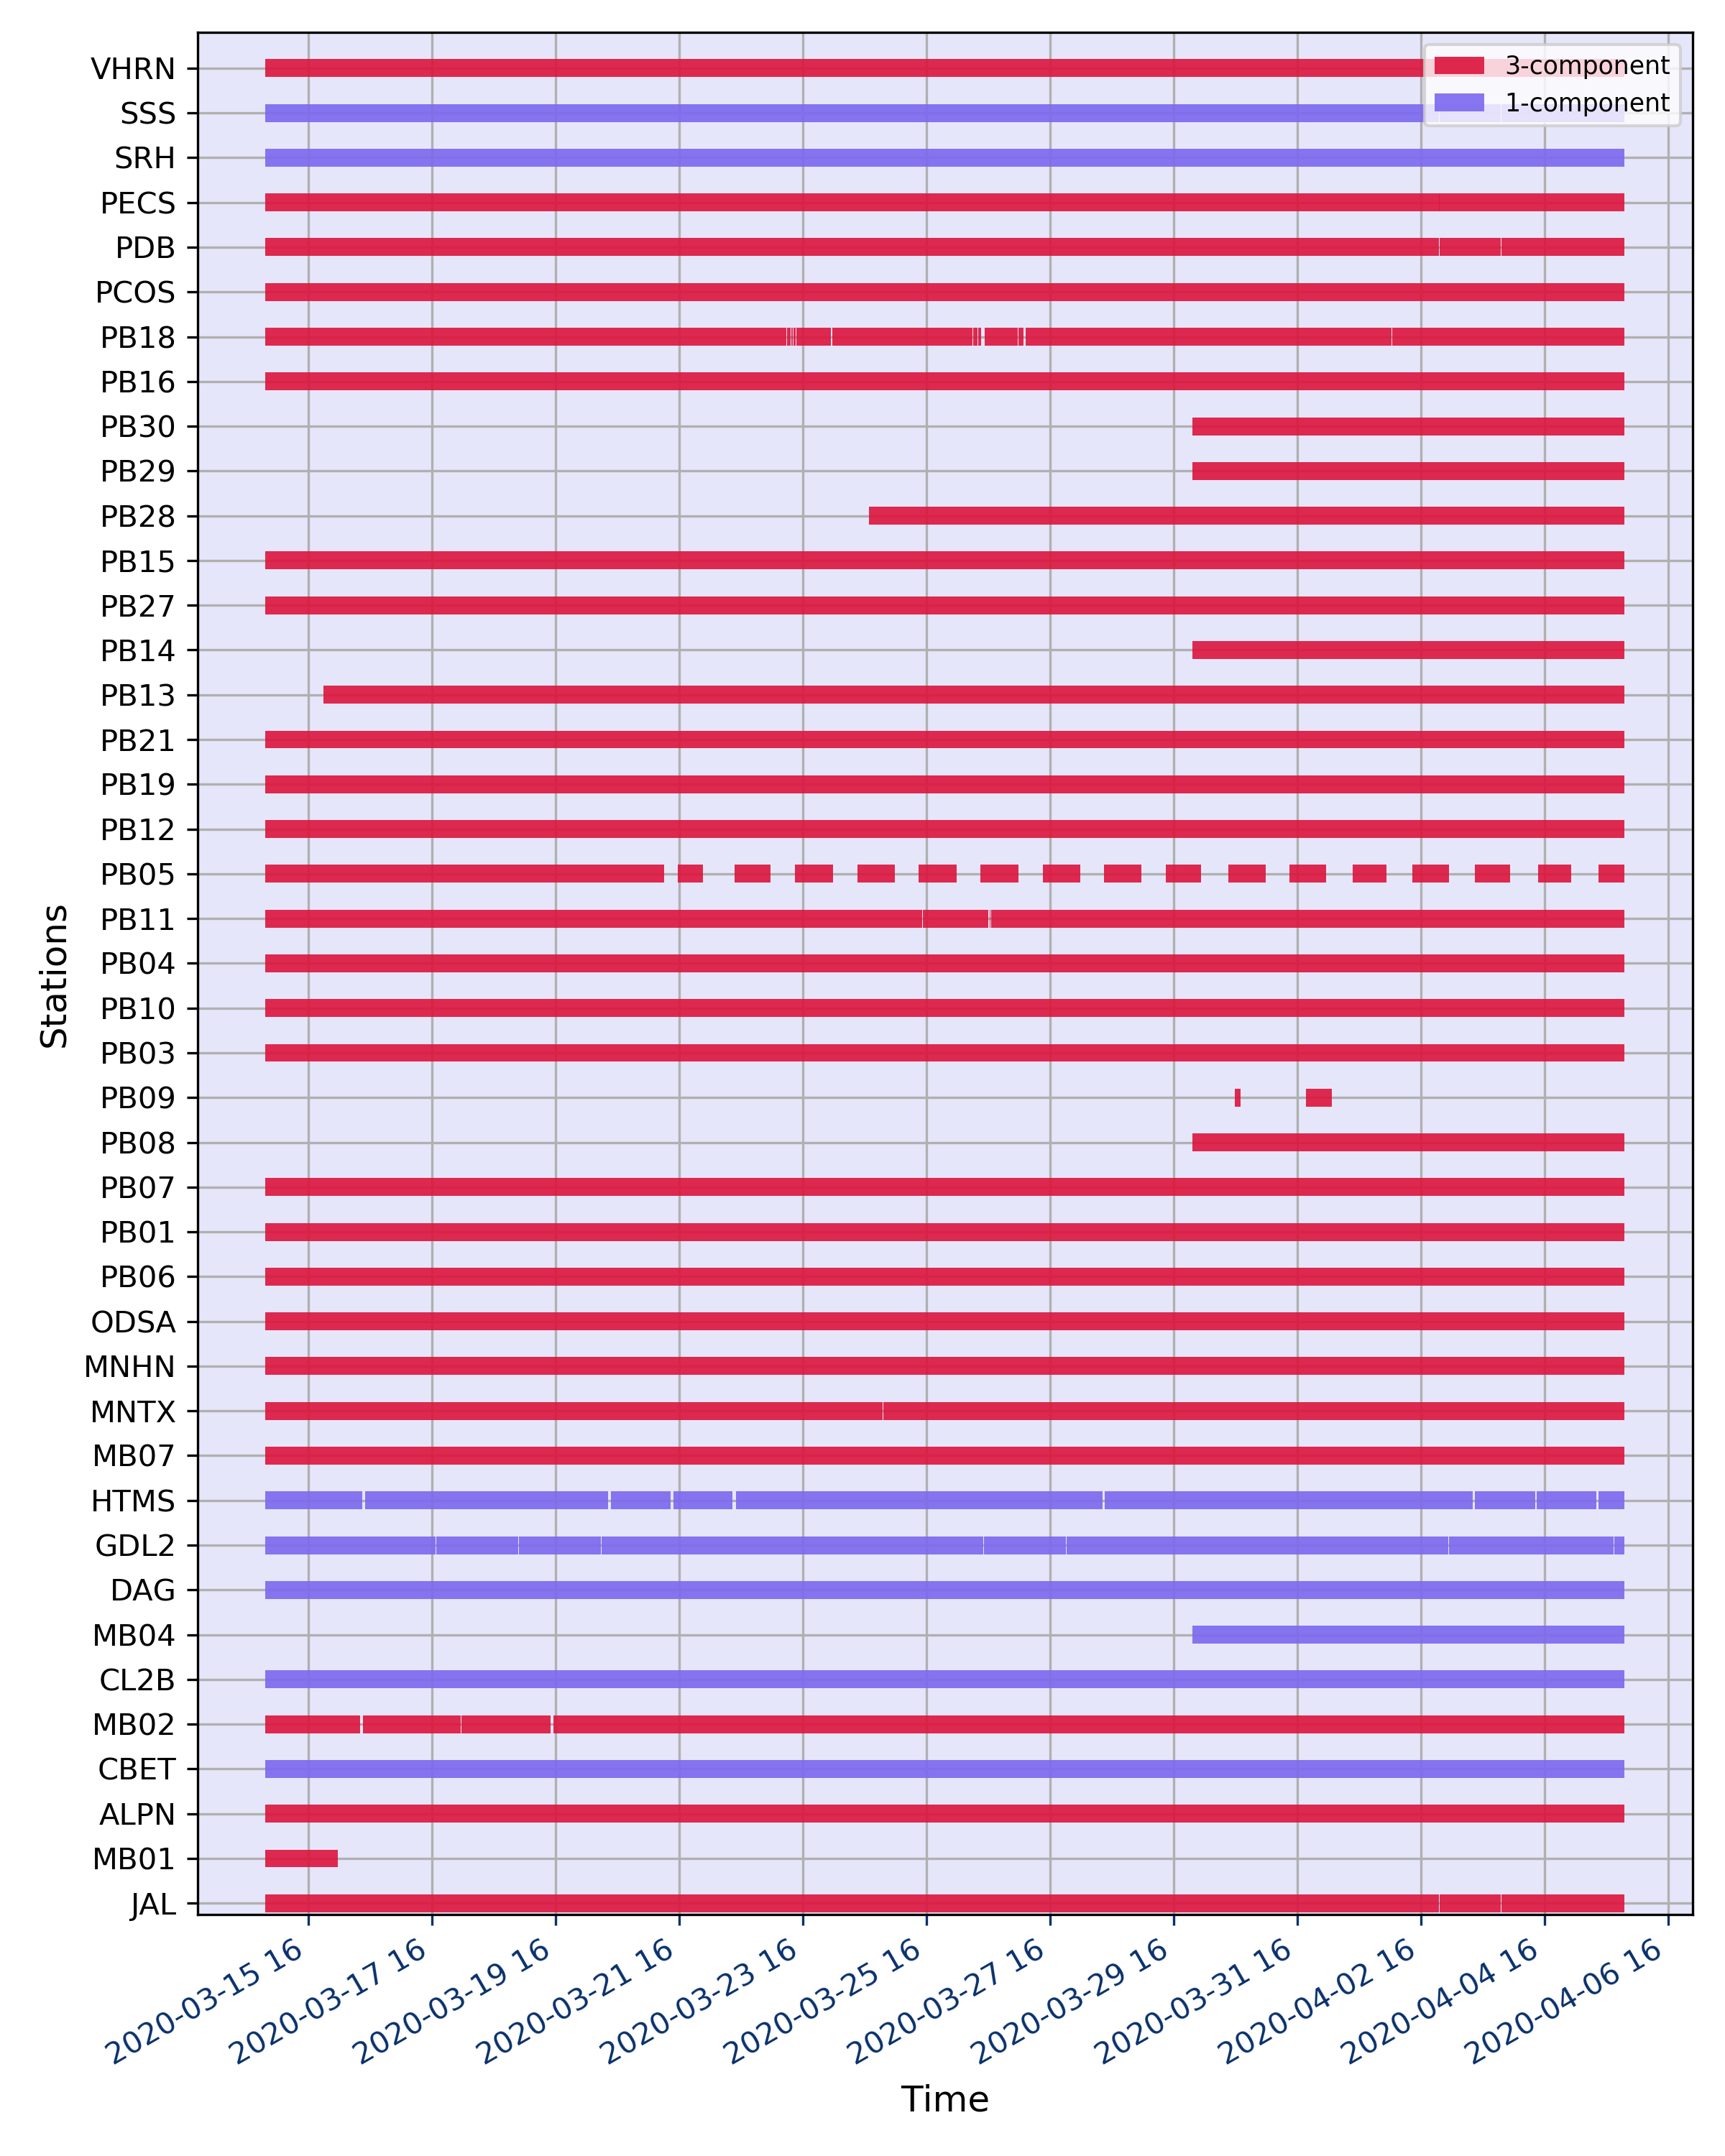 3-component
1-component
VHRN
SSS
SRH
PECS
PDB
PCOS
PB18
PB16
PB30
PB29
PB28
PB15
PB27
PB14
PB13
PB21
PB19
PB12
PB05
PB11
PB04
PB10
PB03
PB09
PB08
PB07
PB01
PB06
ODSA
MNHN
MNTX
MB07
HTMS
GDL2
DAG
MB04
CL2B
MB02
CBET
ALPN
MB01
JAL
Stations
2020-03-15 16
2020-03-17 16
2020-03-19 16
2020-03-21 16
2020-03-23 16
2020-03-25 16
2020-03-27 16
2020-03-29 16
2020-03-31 16
2020-04-02 16
2020-04-04 16
2020-04-06 16
Time